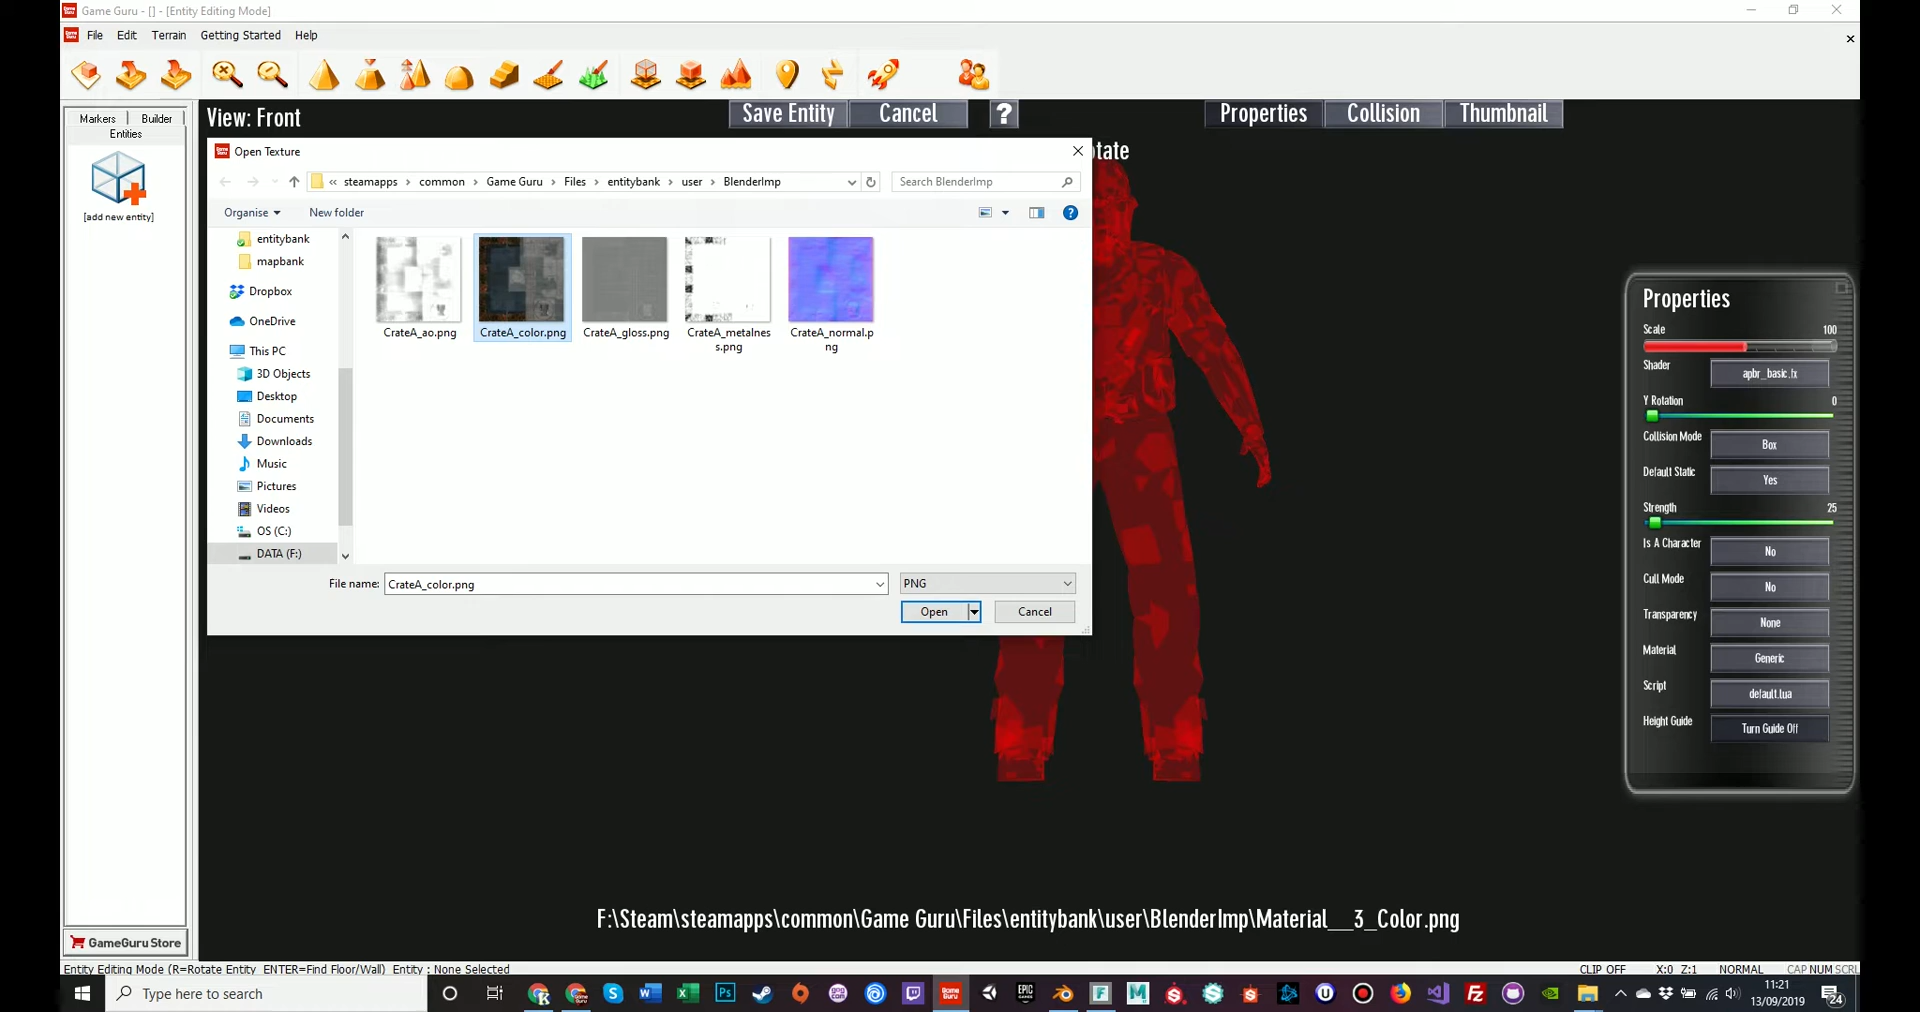 Game Guru - [] - [Entity Editing Mode]
File Edit Terrain Getting Started Help
Markers Builder
Entities
[add new entity]
GameGuru Store
View: Front
Save Entity Cancel ? Properties Collision Thumbnail
tate
Open Texture
« steamapps › common › Game Guru › Files › entitybank › user › BlenderImp
Search BlenderImp
Organise New folder
entitybank
mapbank
Dropbox
OneDrive
This PC
3D Objects
Desktop
Documents
Downloads
Music
Pictures
Videos
OS (C:)
DATA (F:)
CrateA_ao.png
CrateA_color.png
CrateA_gloss.png
CrateA_metalnes
s.png
CrateA_normal.p
ng
File name: CrateA_color.png PNG
Open Cancel
Properties
Scale 100
Shader apbr_basic.fx
Y Rotation 0
Collision Mode Box
Default Static Yes
Strength 25
Is A Character No
Cull Mode No
Transparency None
Material Generic
Script default.lua
Height Guide Turn Guide Off
F:\Steam\steamapps\common\Game Guru\Files\entitybank\user\BlenderImp\Material__3_Color.png
Entity Editing Mode (R=Rotate Entity ENTER=Find Floor/Wall) Entity : None Selected
CLIP OFF X:0 Z:1 NORMAL CAP NUM SCRL
Type here to search
11:21
13/09/2019
24